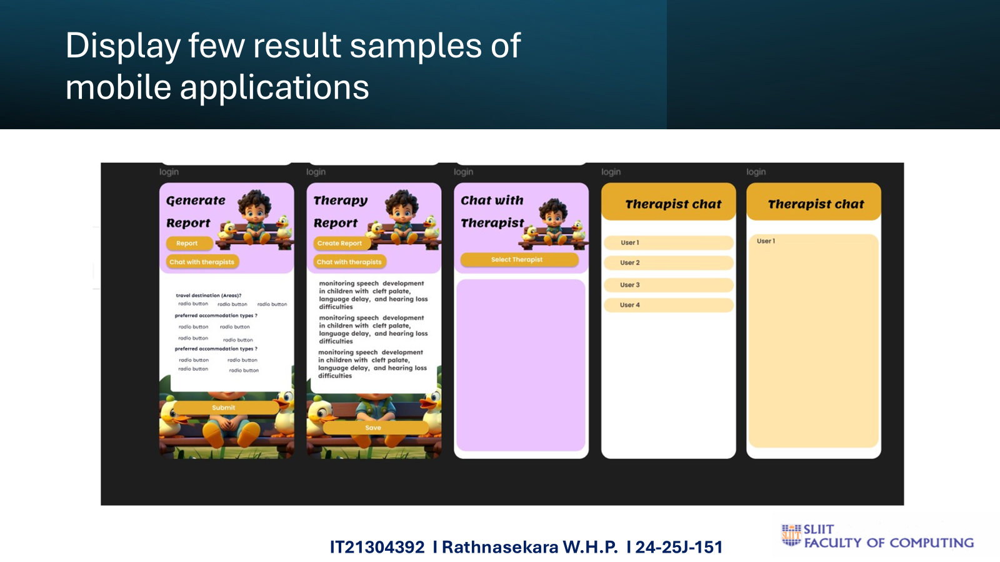 Display few result samples of
mobile applications
login
Generate
Report
Report
Chat with therapists
travel destination (Areas)?
radio button radio button radio button
preferred accommodation types ?
radio button radio button
radio button radio button
preferred accommodation types ?
radio button radio button
radio button radio button
Submit
login
Therapy
Report
Create Report
Chat with therapists
monitoring speech development
in children with cleft palate,
language delay, and hearing loss
difficulties
monitoring speech development
in children with cleft palate,
language delay, and hearing loss
difficulties
monitoring speech development
in children with cleft palate,
language delay, and hearing loss
difficulties
Save
login
Chat with
Therapist
Select Therapist
login
Therapist chat
User 1
User 2
User 3
User 4
login
Therapist chat
User 1
IT21304392 I Rathnasekara W.H.P. I 24-25J-151
SLIIT
SLIIT
FACULTY OF COMPUTING